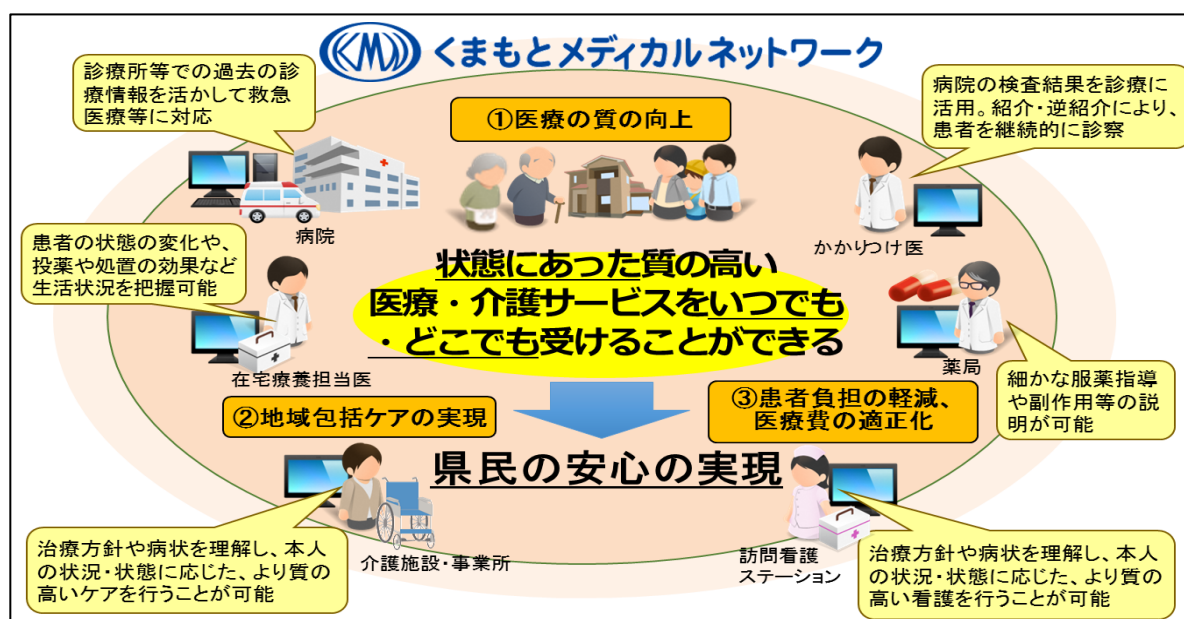 KMN くまもとメディカルネットワーク
診療所等での過去の診
療情報を活かして救急
医療等に対応
①医療の質の向上
病院の検査結果を診療に
活用。紹介・逆紹介により、
患者を継続的に診察
病院
かかりつけ医
患者の状態の変化や、
投薬や処置の効果など
生活状況を把握可能
状態にあった質の高い
医療・介護サービスをいつでも
・どこでも受けることができる
在宅療養担当医
薬局
細かな服薬指導
や副作用等の説
明が可能
②地域包括ケアの実現
③患者負担の軽減、
医療費の適正化
県民の安心の実現
介護施設・事業所
訪問看護
ステーション
治療方針や病状を理解し、本人
の状況・状態に応じた、より質の
高いケアを行うことが可能
治療方針や病状を理解し、本人
の状況・状態に応じた、より質の
高い看護を行うことが可能